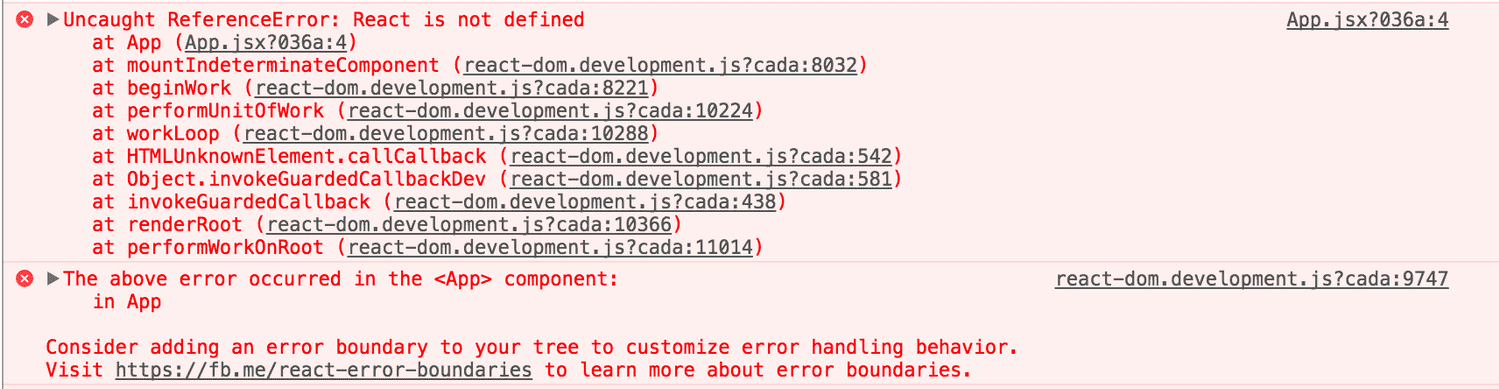 Uncaught ReferenceError: React is not defined App.jsx?036a:4
at App (App.jsx?036a:4)
at mountIndeterminateComponent (react-dom.development.js?cada:8032)
at beginWork (react-dom.development.js?cada:8221)
at performUnitOfWork (react-dom.development.js?cada:10224)
at workLoop (react-dom.development.js?cada:10288)
at HTMLUnknownElement.callCallback (react-dom.development.js?cada:542)
at Object.invokeGuardedCallbackDev (react-dom.development.js?cada:581)
at invokeGuardedCallback (react-dom.development.js?cada:438)
at renderRoot (react-dom.development.js?cada:10366)
at performWorkOnRoot (react-dom.development.js?cada:11014)
The above error occurred in the <App> component: react-dom.development.js?cada:9747
in App
Consider adding an error boundary to your tree to customize error handling behavior.
Visit https://fb.me/react-error-boundaries to learn more about error boundaries.